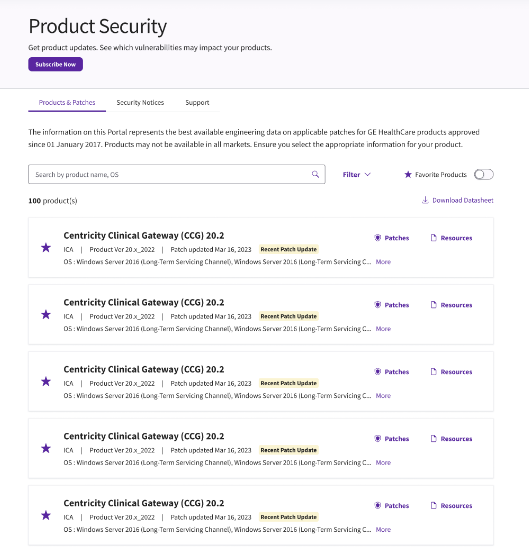 Product Security
Get product updates. See which vulnerabilities may impact your products.
Subscribe Now
Products & Patches Security Notices Support
The information on this Portal represents the best available engineering data on applicable patches for GE HealthCare products approved
since 01 January 2017. Products may not be available in all markets. Ensure you select the appropriate information for your product.
Search by product name, OS Filter Favorite Products
100 product(s) Download Datasheet
Centricity Clinical Gateway (CCG) 20.2 Patches Resources
ICA | Product Ver 20.x_2022 | Patch updated Mar 16, 2023 Recent Patch Update
OS : Windows Server 2016 (Long-Term Servicing Channel), Windows Server 2016 (Long-Term Servicing C... More
Centricity Clinical Gateway (CCG) 20.2 Patches Resources
ICA | Product Ver 20.x_2022 | Patch updated Mar 16, 2023 Recent Patch Update
OS : Windows Server 2016 (Long-Term Servicing Channel), Windows Server 2016 (Long-Term Servicing C... More
Centricity Clinical Gateway (CCG) 20.2 Patches Resources
ICA | Product Ver 20.x_2022 | Patch updated Mar 16, 2023 Recent Patch Update
OS : Windows Server 2016 (Long-Term Servicing Channel), Windows Server 2016 (Long-Term Servicing C... More
Centricity Clinical Gateway (CCG) 20.2 Patches Resources
ICA | Product Ver 20.x_2022 | Patch updated Mar 16, 2023 Recent Patch Update
OS : Windows Server 2016 (Long-Term Servicing Channel), Windows Server 2016 (Long-Term Servicing C... More
Centricity Clinical Gateway (CCG) 20.2 Patches Resources
ICA | Product Ver 20.x_2022 | Patch updated Mar 16, 2023 Recent Patch Update
OS : Windows Server 2016 (Long-Term Servicing Channel), Windows Server 2016 (Long-Term Servicing C... More